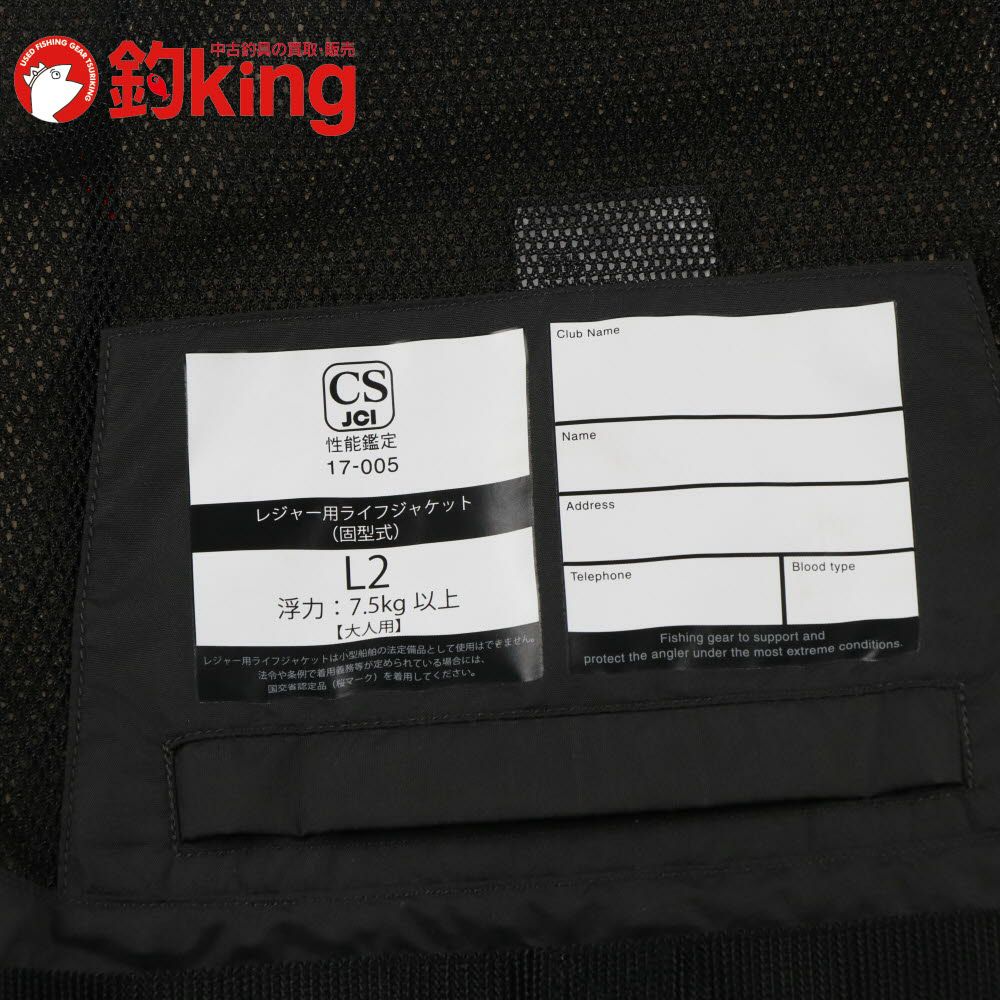 USED FISHING GEAR TSURIKING
中古釣具の買取・販売
釣king
CS
JCI
性能鑑定
17-005
レジャー用ライフジャケット
(固型式)
L2
浮力：7.5kg 以上
【大人用】
レジャー用ライフジャケットは小型船舶の法定備品として使用はできません。
法令や条例で着用義務等が定められている場合には、
国交省認定品（桜マーク）を着用してください。
Club Name
Name
Address
Telephone
Blood type
Fishing gear to support and
protect the angler under the most extreme conditions.